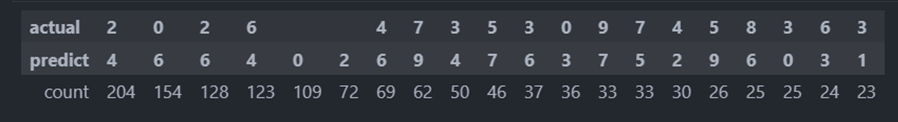 actual 2 0 2 6 4 7 3 5 3 0 9 7 4 5 8 3 6 3
predict 4 6 6 4 0 2 6 9 4 7 6 3 7 5 2 9 6 0 3 1
count 204 154 128 123 109 72 69 62 50 46 37 36 33 33 30 26 25 25 24 23